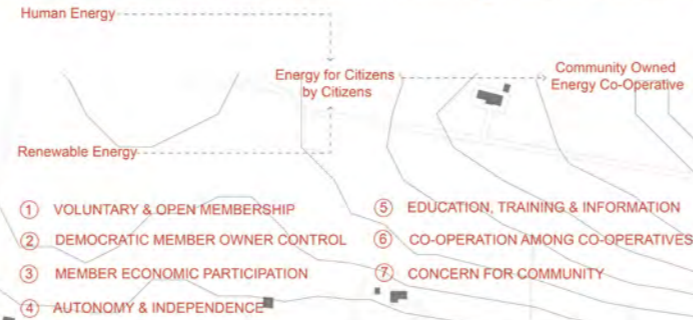 Human Energy
Energy for Citizens
by Citizens
Community Owned
Energy Co-Operative
Renewable Energy
1 VOLUNTARY & OPEN MEMBERSHIP
2 DEMOCRATIC MEMBER OWNER CONTROL
3 MEMBER ECONOMIC PARTICIPATION
4 AUTONOMY & INDEPENDENCE
5 EDUCATION, TRAINING & INFORMATION
6 CO-OPERATION AMONG CO-OPERATIVES
7 CONCERN FOR COMMUNITY